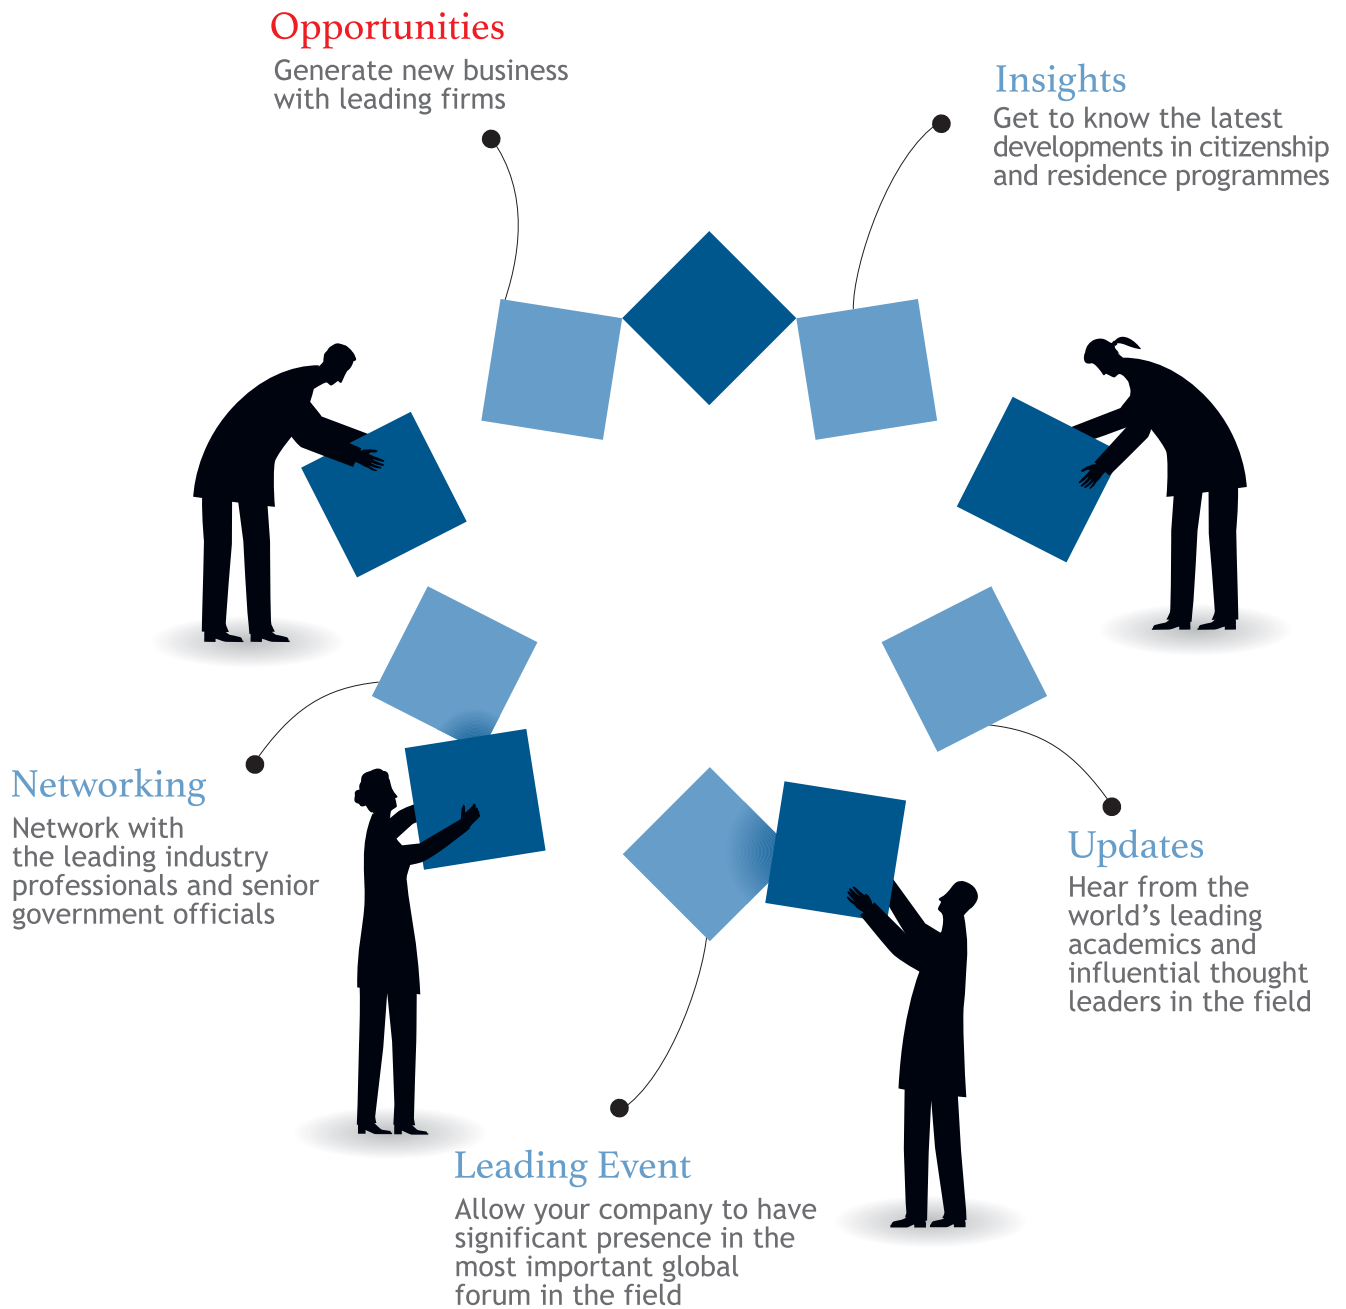 Opportunities
Generate new business
with leading firms
Insights
Get to know the latest
developments in citizenship
and residence programmes
Networking
Network with
the leading industry
professionals and senior
government officials
Updates
Hear from the
world’s leading
academics and
influential thought
leaders in the field
Leading Event
Allow your company to have
significant presence in the
most important global
forum in the field